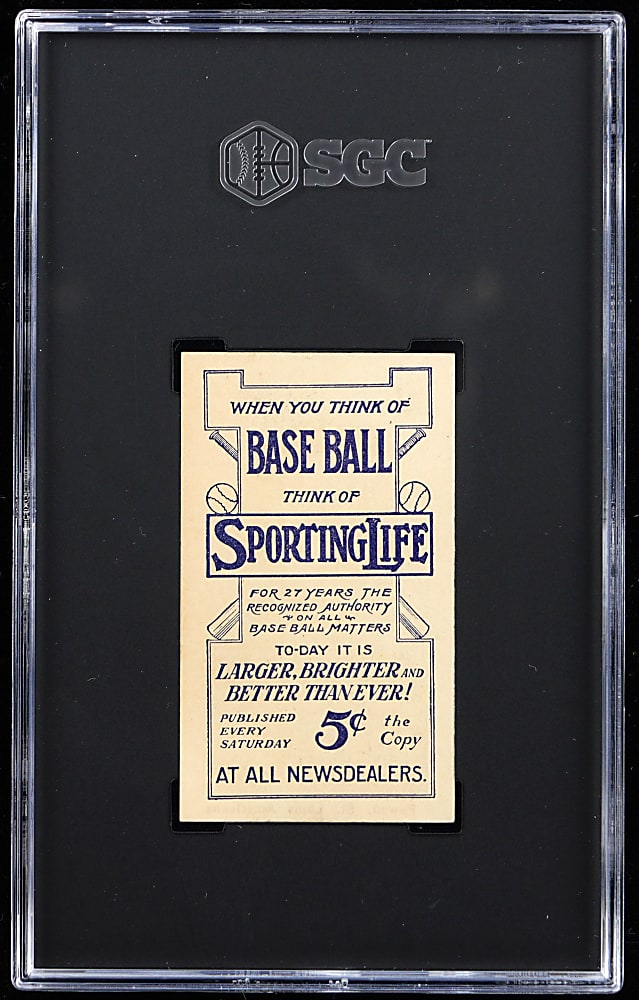 SGC
WHEN YOU THINK OF
BASE BALL
THINK OF
SPORTING LIFE
FOR 27 YEARS THE
RECOGNIZED AUTHORITY
ON ALL
BASE BALL MATTERS
TO-DAY IT IS
LARGER, BRIGHTER AND
BETTER THAN EVER!
PUBLISHED
EVERY
SATURDAY
5¢
the
Copy
AT ALL NEWSDEALERS.